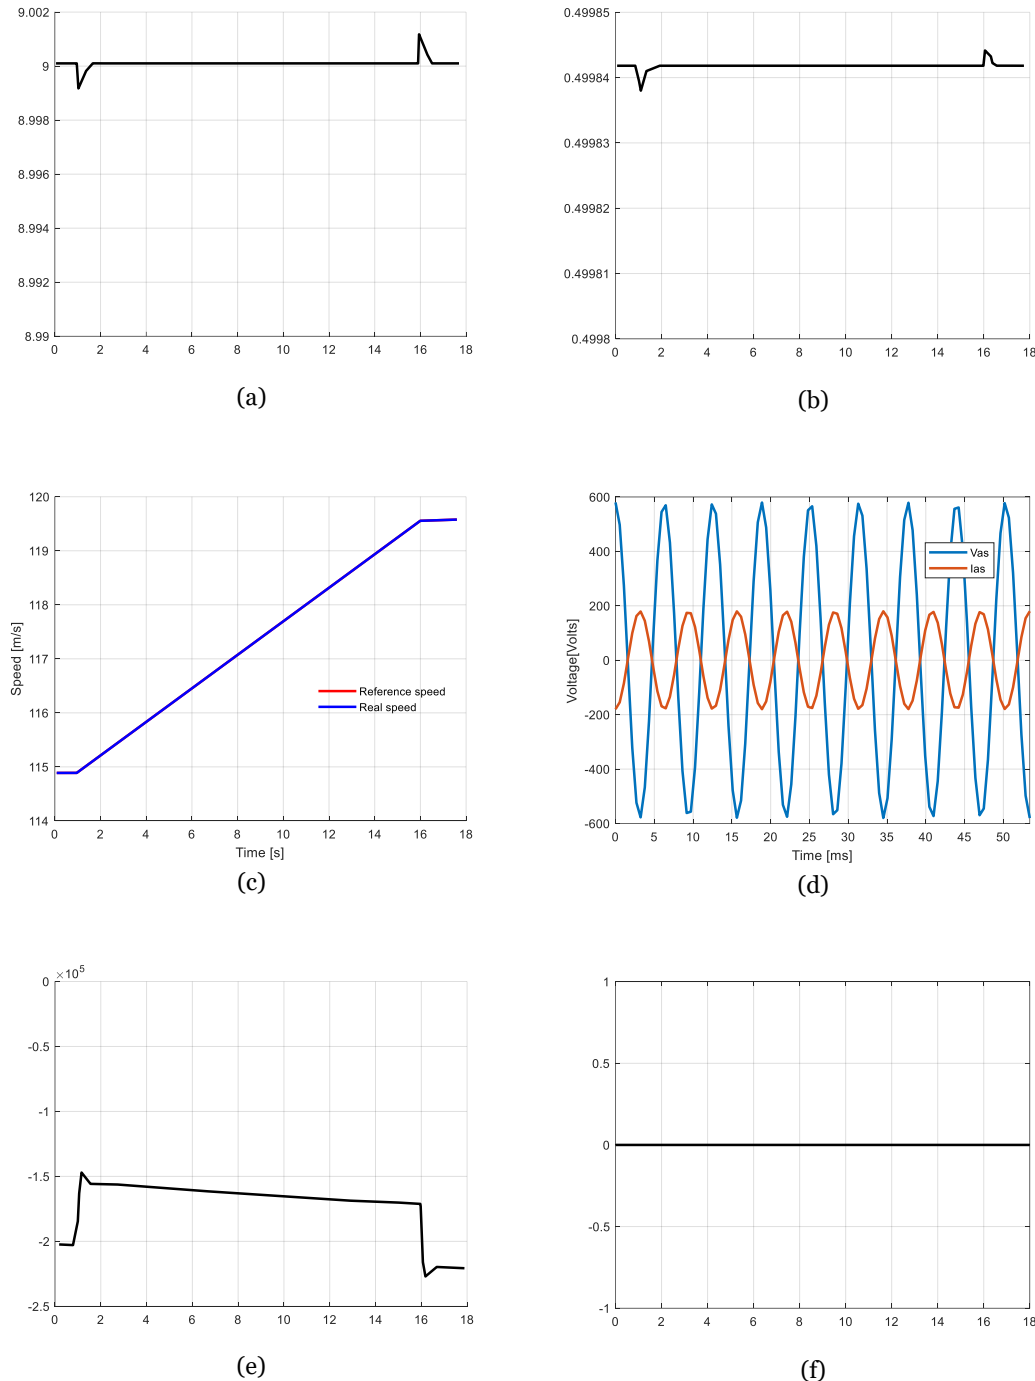 9.002
9
8.998
8.996
8.994
8.992
8.99
0 2 4 6 8 10 12 14 16 18
(a)
0.49985
0.49984
0.49983
0.49982
0.49981
0.4998
0 2 4 6 8 10 12 14 16 18
(b)
120
119
118
117
116
115
114
Speed [m/s]
Reference speed
Real speed
0 2 4 6 8 10 12 14 16 18
Time [s]
(c)
600
400
200
0
-200
-400
-600
Voltage[Volts]
Vas
Ias
0 5 10 15 20 25 30 35 40 45 50
Time [ms]
(d)
×10⁵
0
-0.5
-1
-1.5
-2
-2.5
0 2 4 6 8 10 12 14 16 18
(e)
1
0.5
0
-0.5
-1
0 2 4 6 8 10 12 14 16 18
(f)